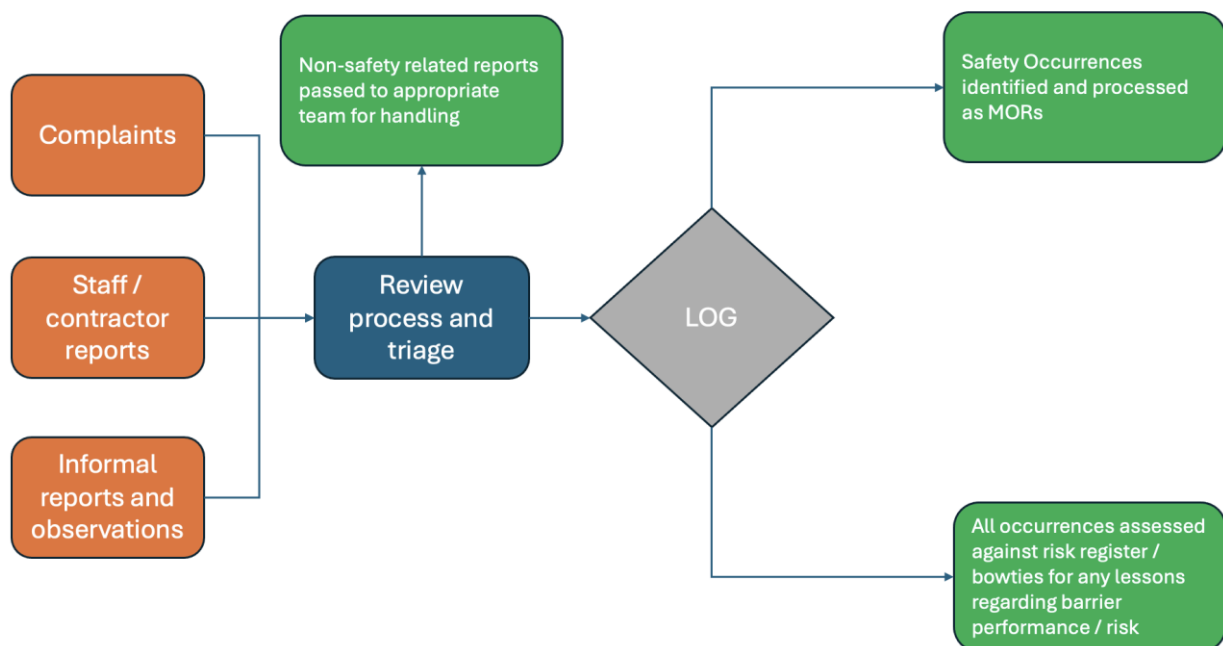 Non-safety related reports
passed to appropriate
team for handling
Safety Occurrences
identified and processed
as MORs
Complaints
Staff /
contractor
reports
Review
process and
triage
LOG
Informal
reports and
observations
All occurrences assessed
against risk register /
bowties for any lessons
regarding barrier
performance / risk